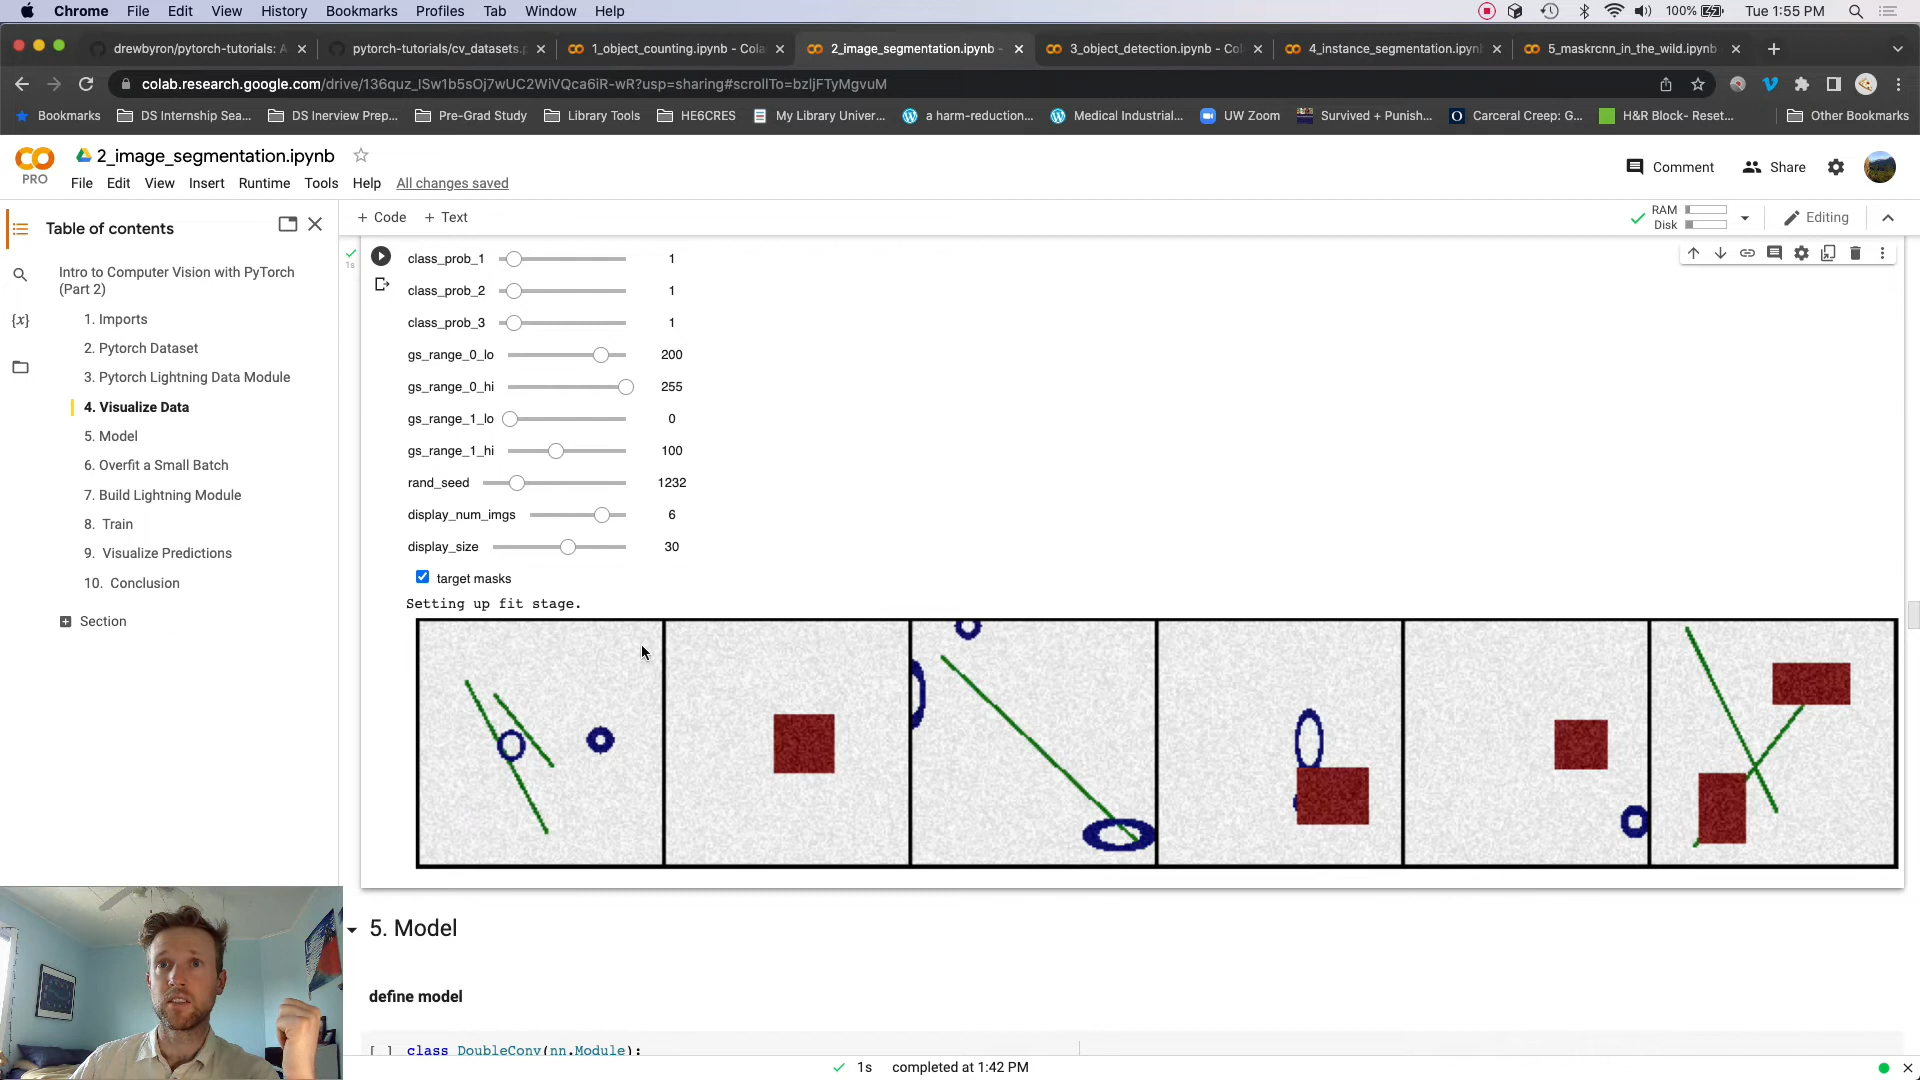 Chrome File Edit View History Bookmarks Profiles Tab Window Help 100% Tue 1:55 PM
drewbyron/pytorch-tutorials: A pytorch-tutorials/cv_datasets.p 1_object_counting.ipynb - Cola 2_image_segmentation.ipynb - 3_object_detection.ipynb - Col 4_instance_segmentation.ipynb 5_maskrcnn_in_the_wild.ipynb
colab.research.google.com/drive/136quz_ISw1b5sOj7wUC2WiVQca6iR-wR?usp=sharing#scrollTo=bzljFTyMgvuM
Bookmarks DS Internship Sea... DS Inerview Prep... Pre-Grad Study Library Tools HE6CRES My Library Univer... a harm-reduction... Medical Industrial... UW Zoom Survived + Punish... Carceral Creep: G... H&R Block- Reset... Other Bookmarks
PRO
2_image_segmentation.ipynb
Comment Share
File Edit View Insert Runtime Tools Help All changes saved
+ Code + Text
RAM
Disk
Editing
Table of contents
Intro to Computer Vision with PyTorch
(Part 2)
1. Imports
2. Pytorch Dataset
3. Pytorch Lightning Data Module
4. Visualize Data
5. Model
6. Overfit a Small Batch
7. Build Lightning Module
8. Train
9. Visualize Predictions
10. Conclusion
Section
{x}
1s
class_prob_1 1
class_prob_2 1
class_prob_3 1
gs_range_0_lo 200
gs_range_0_hi 255
gs_range_1_lo 0
gs_range_1_hi 100
rand_seed 1232
display_num_imgs 6
display_size 30
target masks
Setting up fit stage.
5. Model
define model
[ ] class DoubleConv(nn.Module):
1s completed at 1:42 PM